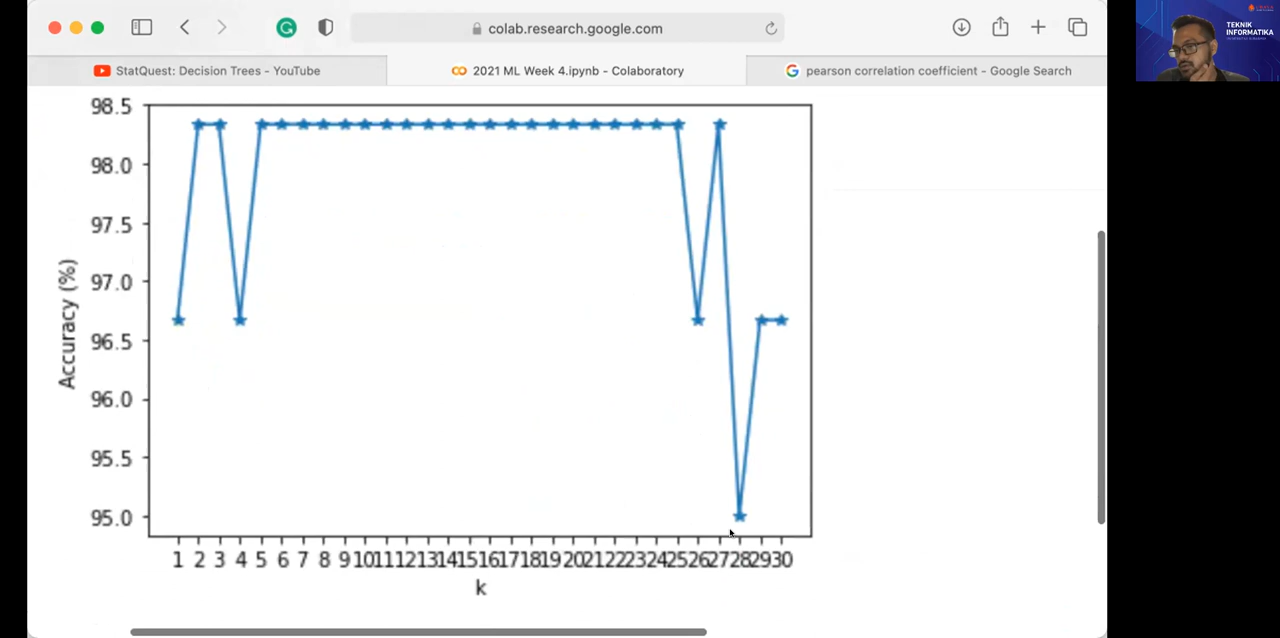 colab.research.google.com
StatQuest: Decision Trees - YouTube
2021 ML Week 4.ipynb - Colaboratory
pearson correlation coefficient - Google Search
TEKNIK
INFORMATIKA
98.5
98.0
97.5
97.0
96.5
96.0
95.5
95.0
Accuracy (%)
1 2 3 4 5 6 7 8 9 10 11 12 13 14 15 16 17 18 19 20 21 22 23 24 25 26 27 28 29 30
k